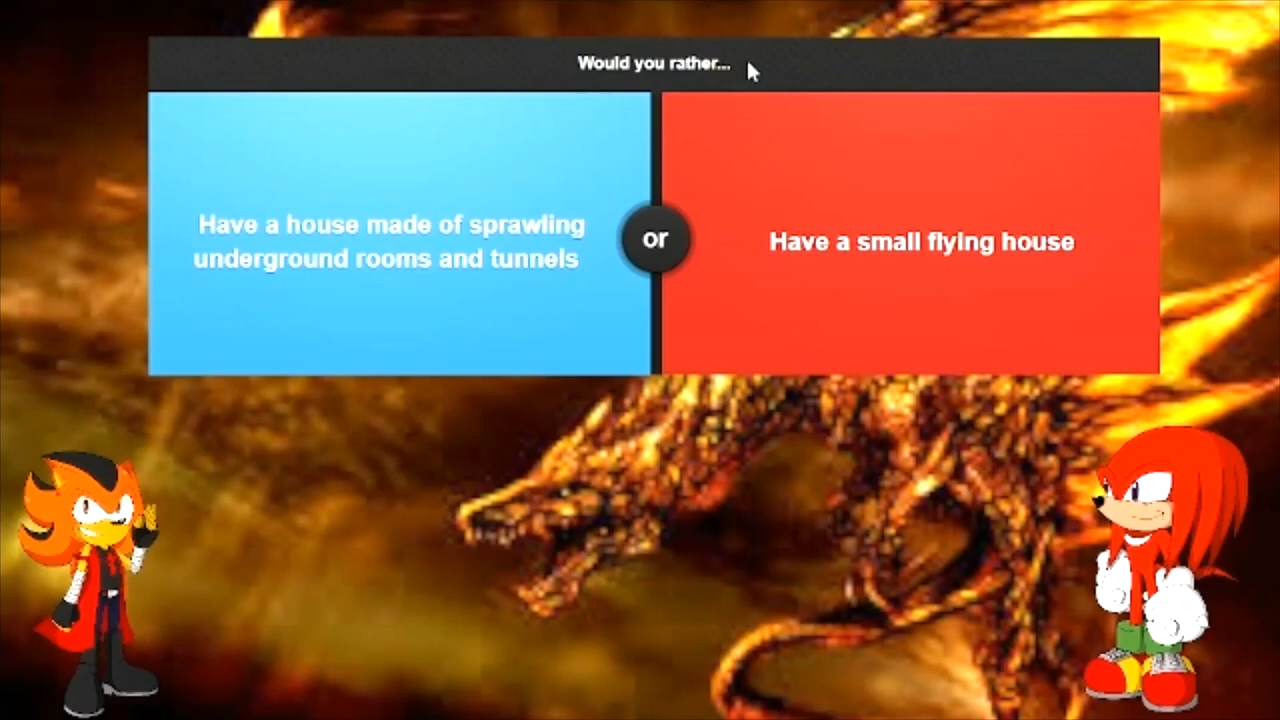 Would you rather...
Have a house made of sprawling
underground rooms and tunnels
or
Have a small flying house